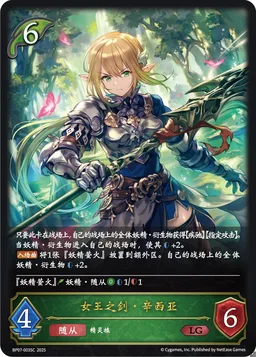 6
只要此卡在战场上，自己的战场上的全体妖精·衍生物获得【疾驰】【指定攻击】。
当妖精·衍生物进入自己的战场时，使其+2。
入场曲 将1张『妖精萤火』放置到额外区。自己的战场上的全体妖精·衍生物+2。
『妖精萤火』妖精·随从 1/1
女王之剑·辛西亚
4
随从
精灵族
LG
6
BP07-003SC 2025
© Cygames, Inc. Published by NetEase Games